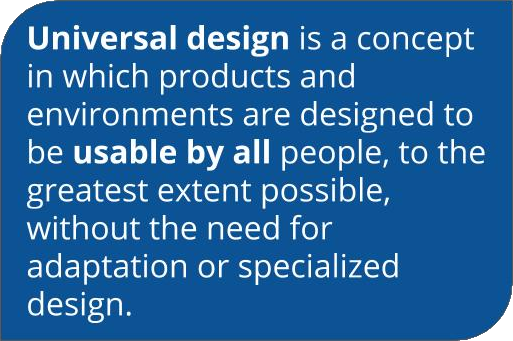 Universal design is a concept
in which products and
environments are designed to
be usable by all people, to the
greatest extent possible,
without the need for
adaptation or specialized
design.